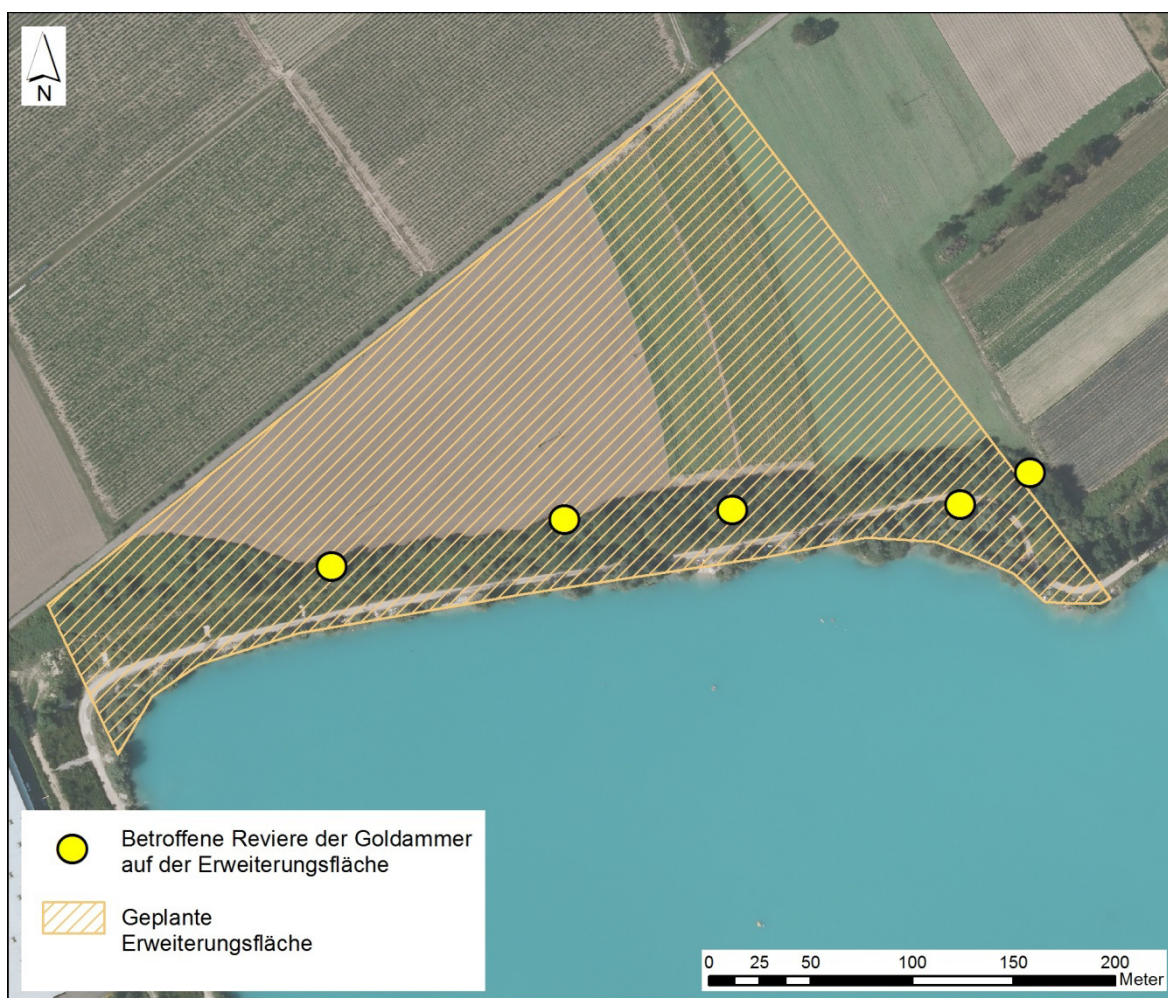 N
Betroffene Reviere der Goldammer
auf der Erweiterungsfläche
Geplante
Erweiterungsfläche
0 25 50 100 150 200
Meter